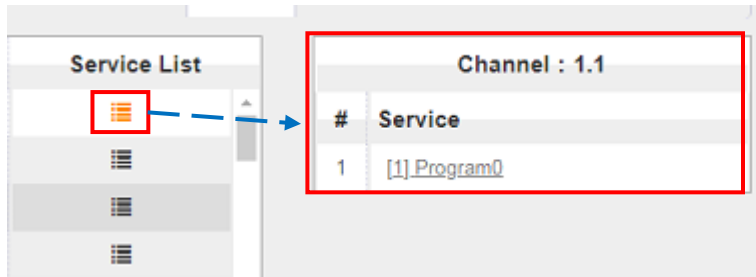 Service List
Channel : 1.1
# Service
1 [1] Program0